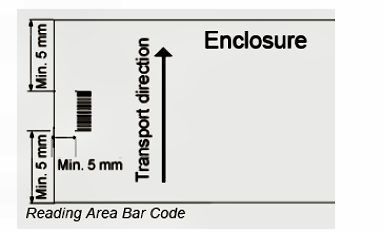 Enclosure
Min. 5 mm
Transport direction
Min. 5 mm
Min. 5 mm
Reading Area Bar Code